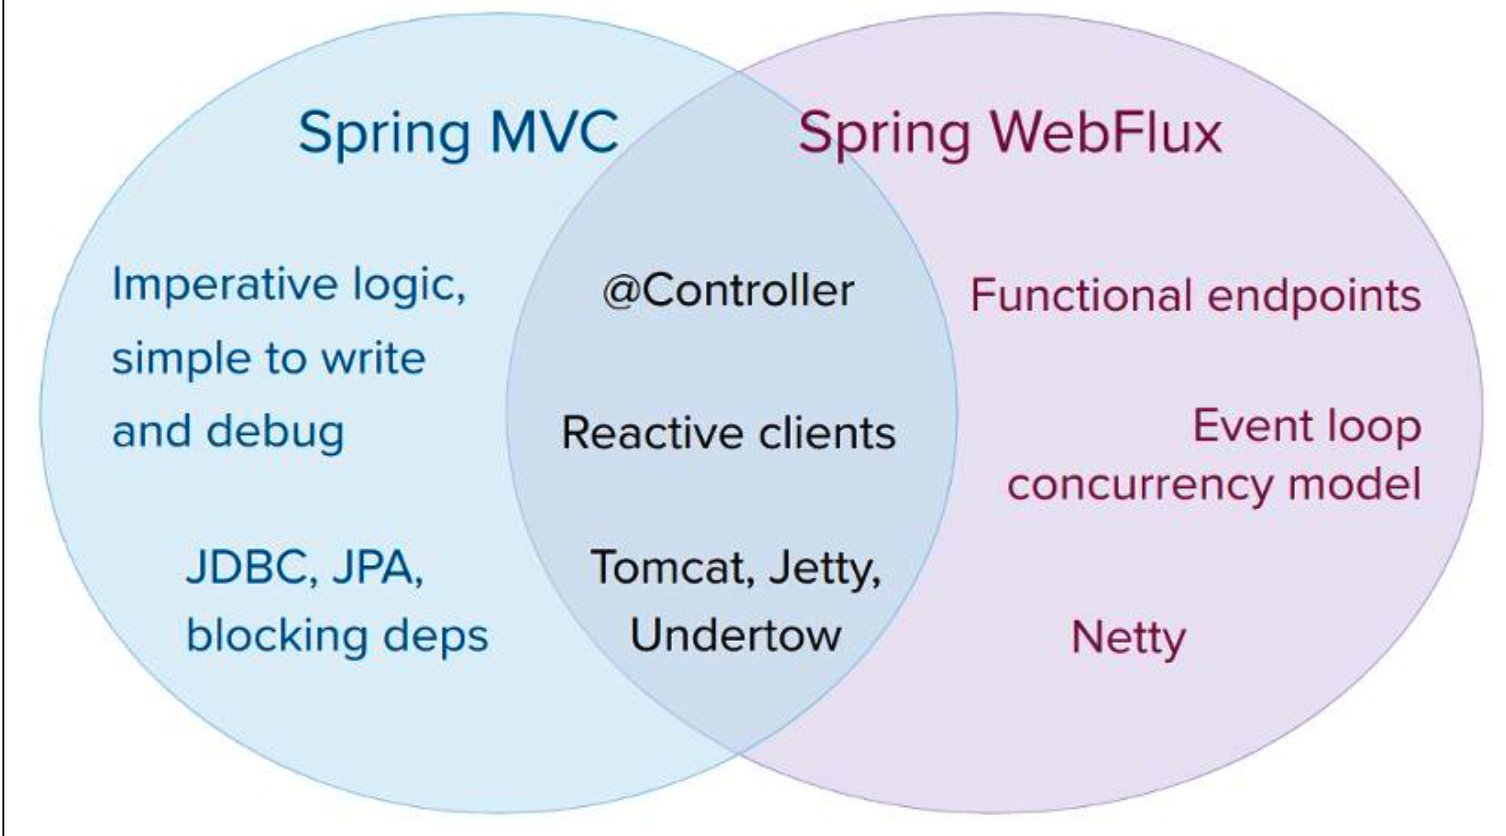 Spring MVC
Spring WebFlux
Imperative logic,
simple to write
and debug
JDBC, JPA,
blocking deps
@Controller
Reactive clients
Tomcat, Jetty,
Undertow
Functional endpoints
Event loop
concurrency model
Netty